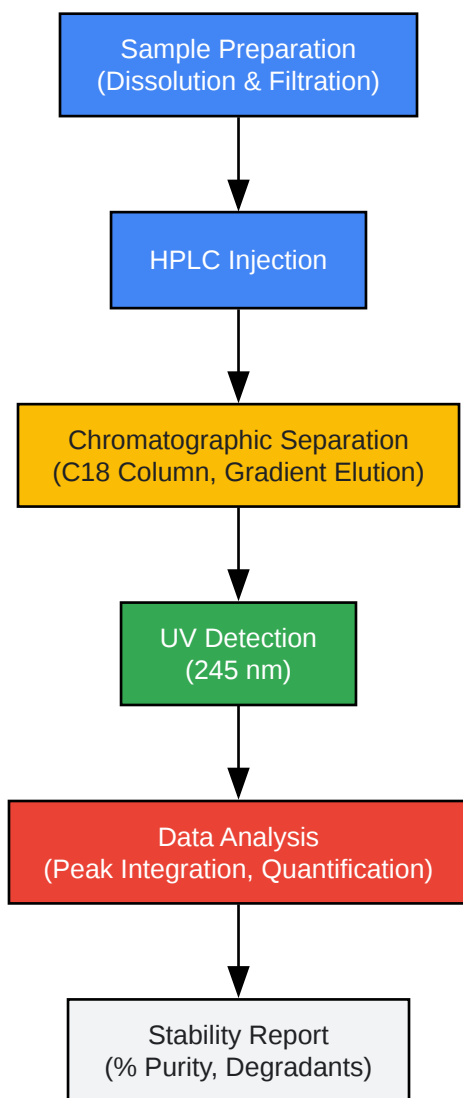 Sample Preparation
(Dissolution & Filtration)
HPLC Injection
Chromatographic Separation
(C18 Column, Gradient Elution)
UV Detection
(245 nm)
Data Analysis
(Peak Integration, Quantification)
Stability Report
(% Purity, Degradants)